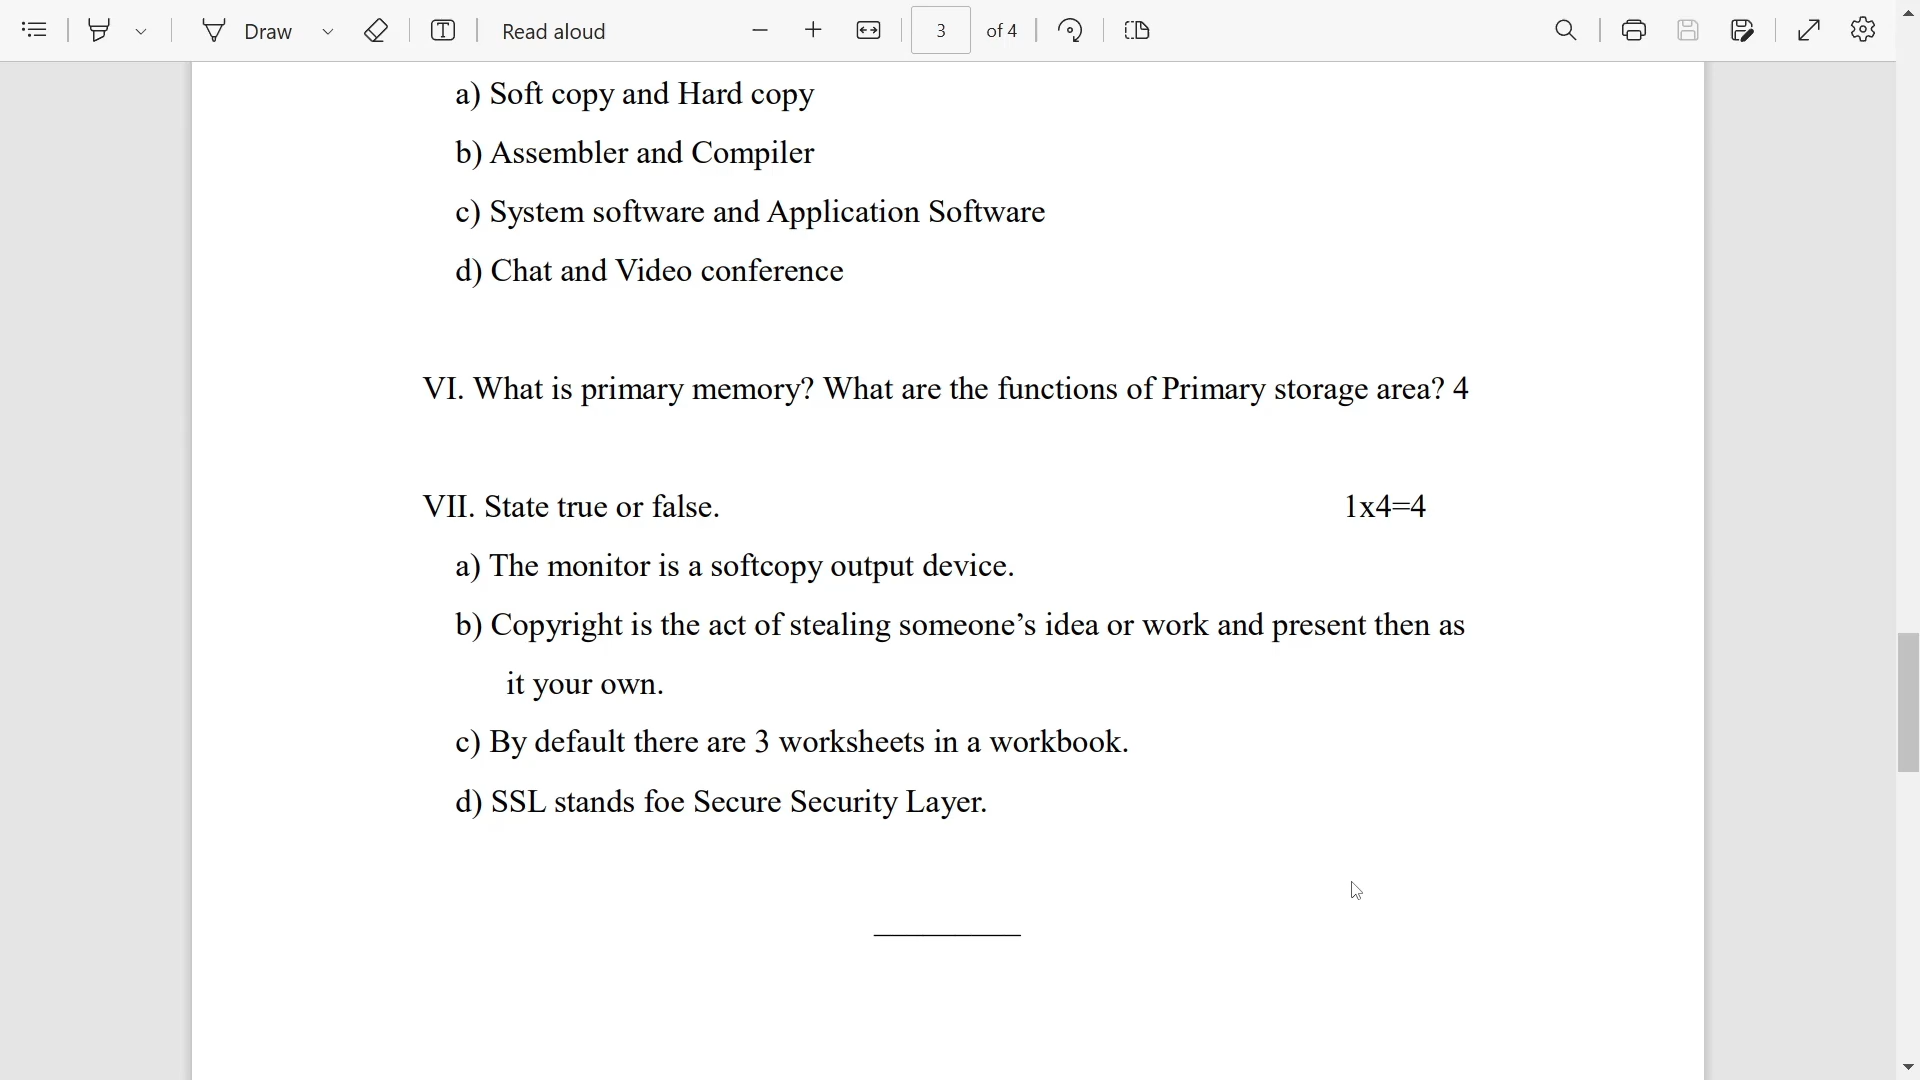 Draw
Read aloud
3
of 4
a) Soft copy and Hard copy
b) Assembler and Compiler
c) System software and Application Software
d) Chat and Video conference
VI. What is primary memory? What are the functions of Primary storage area? 4
VII. State true or false. 1x4=4
a) The monitor is a softcopy output device.
b) Copyright is the act of stealing someone’s idea or work and present then as
it your own.
c) By default there are 3 worksheets in a workbook.
d) SSL stands foe Secure Security Layer.